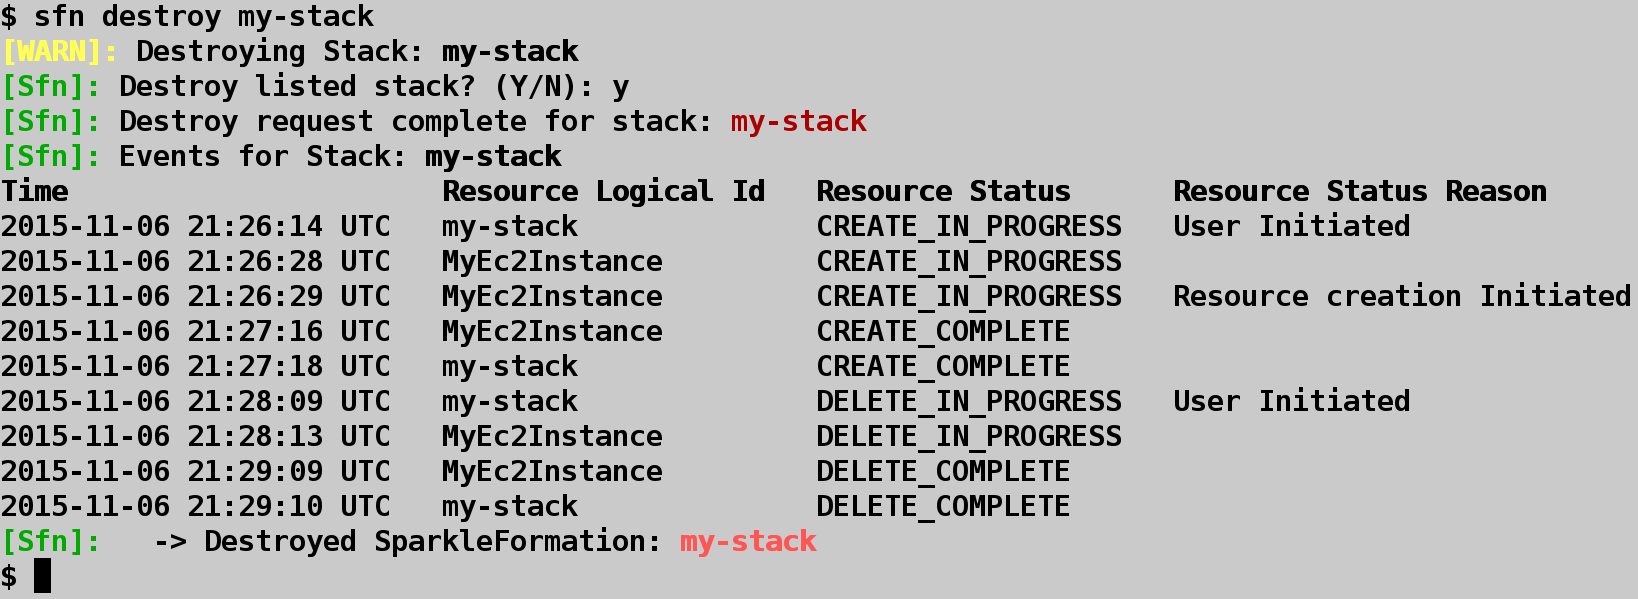 $ sfn destroy my-stack
[WARN]: Destroying Stack: my-stack
[Sfn]: Destroy listed stack? (Y/N): y
[Sfn]: Destroy request complete for stack: my-stack
[Sfn]: Events for Stack: my-stack
Time                      Resource Logical Id   Resource Status      Resource Status Reason
2015-11-06 21:26:14 UTC   my-stack              CREATE_IN_PROGRESS   User Initiated
2015-11-06 21:26:28 UTC   MyEc2Instance         CREATE_IN_PROGRESS
2015-11-06 21:26:29 UTC   MyEc2Instance         CREATE_IN_PROGRESS   Resource creation Initiated
2015-11-06 21:27:16 UTC   MyEc2Instance         CREATE_COMPLETE
2015-11-06 21:27:18 UTC   my-stack              CREATE_COMPLETE
2015-11-06 21:28:09 UTC   my-stack              DELETE_IN_PROGRESS   User Initiated
2015-11-06 21:28:13 UTC   MyEc2Instance         DELETE_IN_PROGRESS
2015-11-06 21:29:09 UTC   MyEc2Instance         DELETE_COMPLETE
2015-11-06 21:29:10 UTC   my-stack              DELETE_COMPLETE
[Sfn]:   -> Destroyed SparkleFormation: my-stack
$